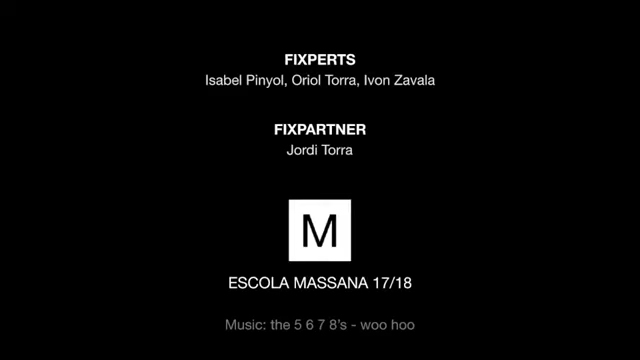 FIXPERTS
Isabel Pinyol, Oriol Torra, Ivon Zavala
FIXPARTNER
Jordi Torra
M
ESCOLA MASSANA 17/18
Music: the 5 6 7 8's - woo hoo